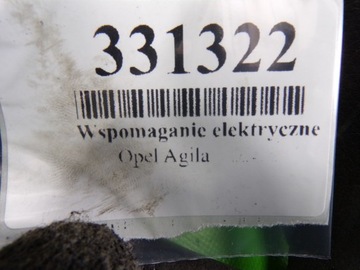 331322
Wspomaganie elektryczne
Opel Agila